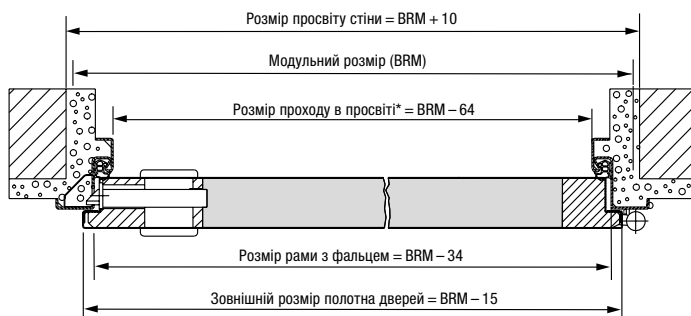 Розмір просвіту стіни = BRM + 10
Модульний розмір (BRM)
Розмір проходу в просвіті* = BRM – 64
Розмір рами з фальцем = BRM – 34
Зовнішній розмір полотна дверей = BRM – 15